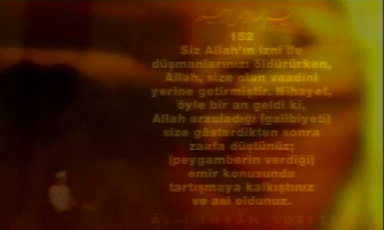 152
Siz Allah'ın izni ile
düşmanlarınızı öldürürken,
Allah, size olan vaadini
yerine getirmiştir. Nihayet,
öyle bir an geldi ki,
Allah arzuladığı (galibiyeti)
size gösterdikten sonra
zaafa düştünüz;
(peygamberin verdiği)
emir konusunda
tartışmaya kalkıştınız
ve asi oldunuz.